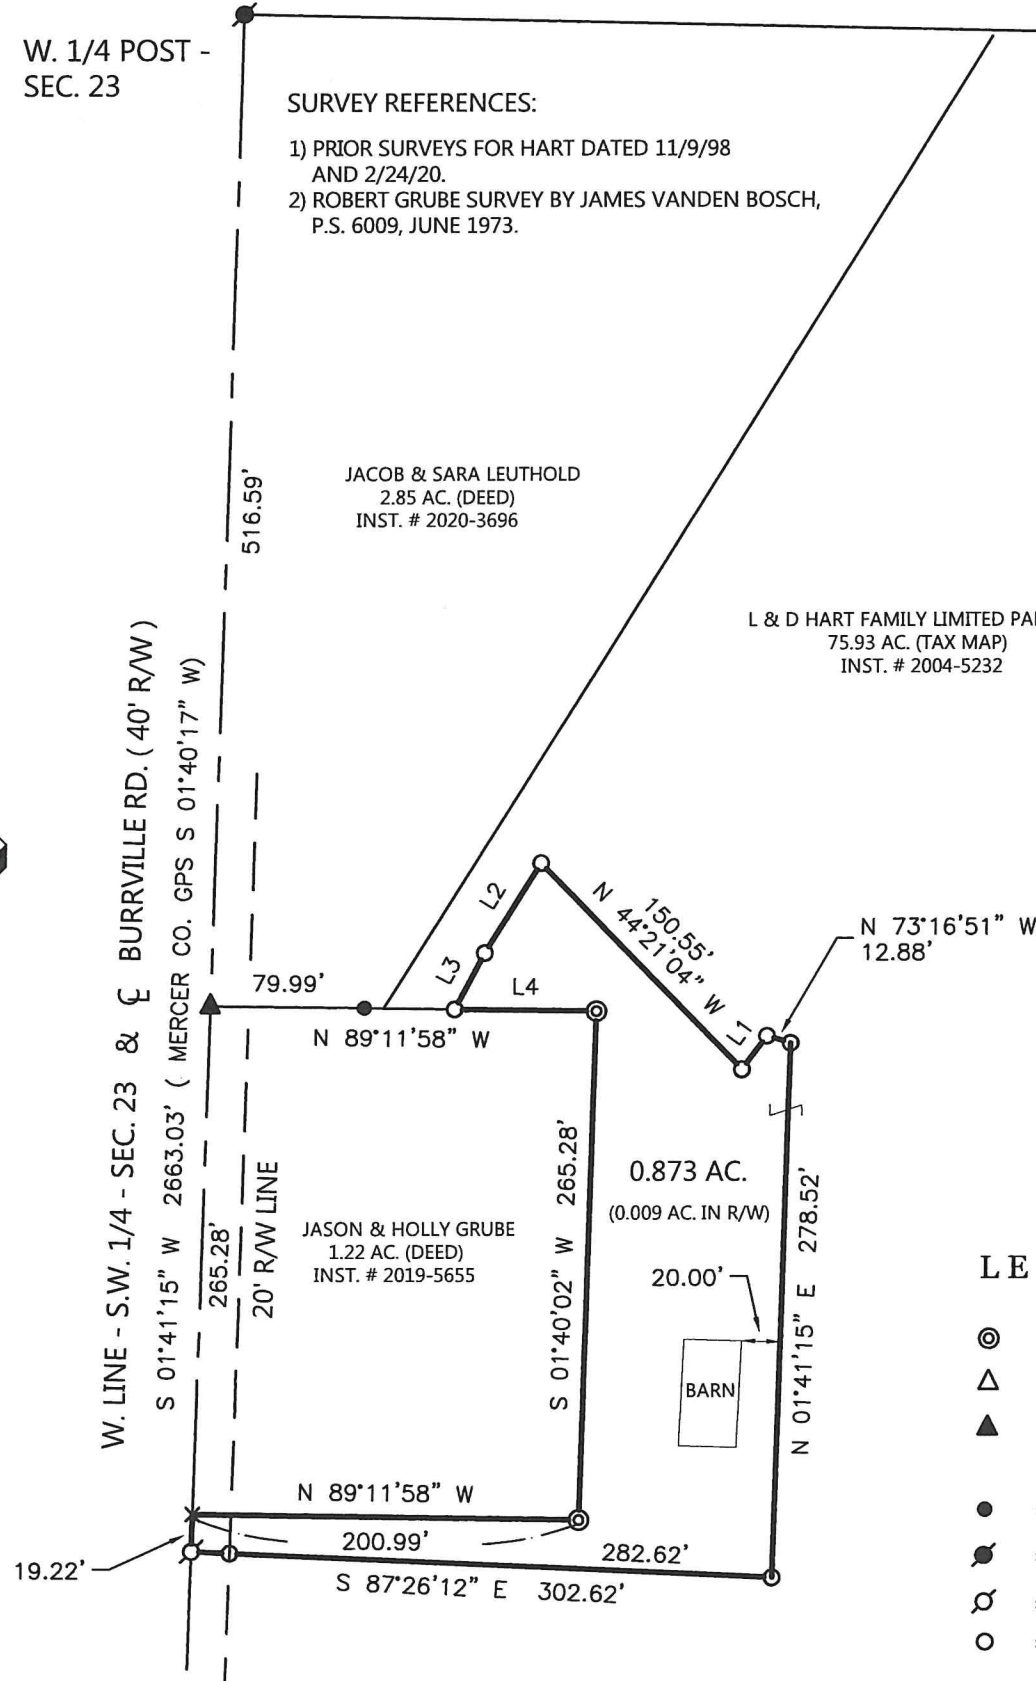 W. 1/4 POST -
SEC. 23
SURVEY REFERENCES:
1) PRIOR SURVEYS FOR HART DATED 11/9/98
AND 2/24/20.
2) ROBERT GRUBE SURVEY BY JAMES VANDEN BOSCH,
P.S. 6009, JUNE 1973.
516.59'
JACOB & SARA LEUTHOLD
2.85 AC. (DEED)
INST. # 2020-3696
L & D HART FAMILY LIMITED PA
75.93 AC. (TAX MAP)
INST. # 2004-5232
W. LINE - S.W. 1/4 - SEC. 23 & ℄ BURRVILLE RD. ( 40' R/W )
S 01°41'15" W 2663.03' ( MERCER CO. GPS S 01°40'17" W)
L2
L3
L4
150.55'
N 44°21'04" W
L1
N 73°16'51" W
12.88'
79.99'
N 89°11'58" W
265.28'
20' R/W LINE
JASON & HOLLY GRUBE
1.22 AC. (DEED)
INST. # 2019-5655
S 01°40'02" W 265.28'
0.873 AC.
(0.009 AC. IN R/W)
20.00'
BARN
N 01°41'15" E 278.52'
LE
N 89°11'58" W
200.99'
282.62'
19.22'
S 87°26'12" E 302.62'